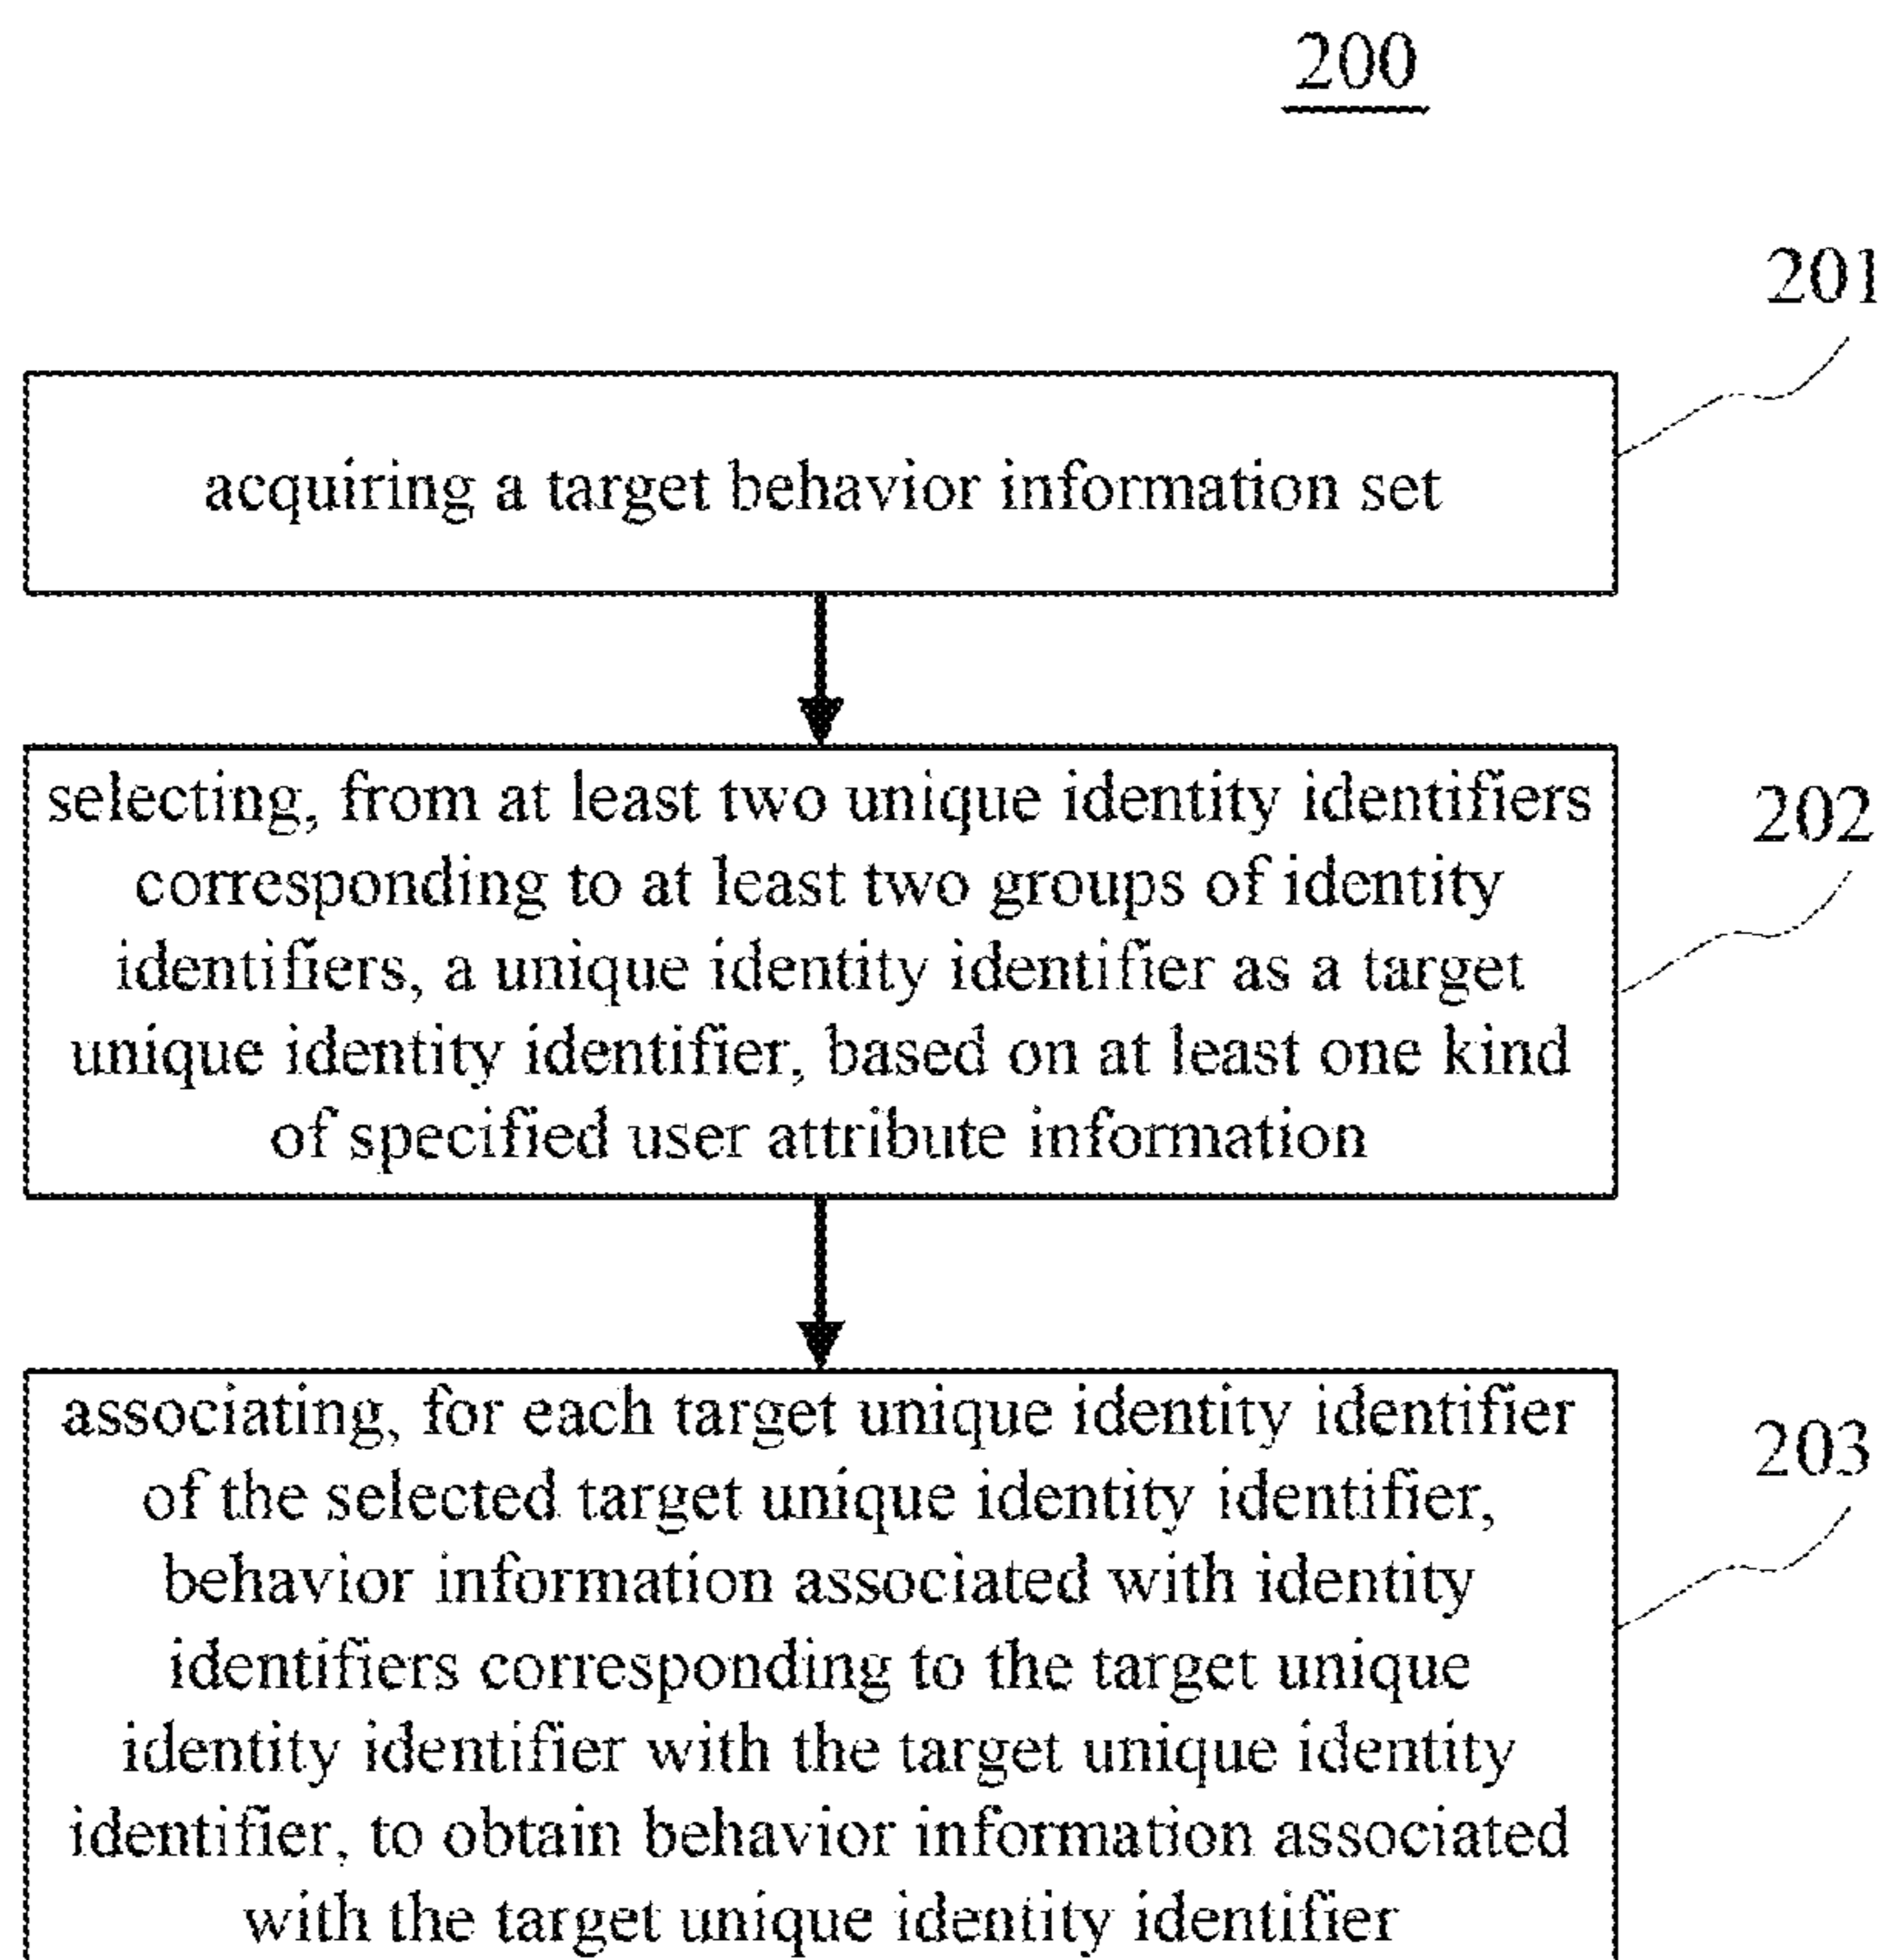 200
201
acquiring a target behavior information set
selecting, from at least two unique identity identifiers
corresponding to at least two groups of identity
identifiers, a unique identity identifier as a target
unique identity identifier, based on at least one kind
of specified user attribute information
202
associating, for each target unique identity identifier
of the selected target unique identity identifier,
behavior information associated with identity
identifiers corresponding to the target unique
identity identifier with the target unique identity
identifier, to obtain behavior information associated
with the target unique identity identifier
203